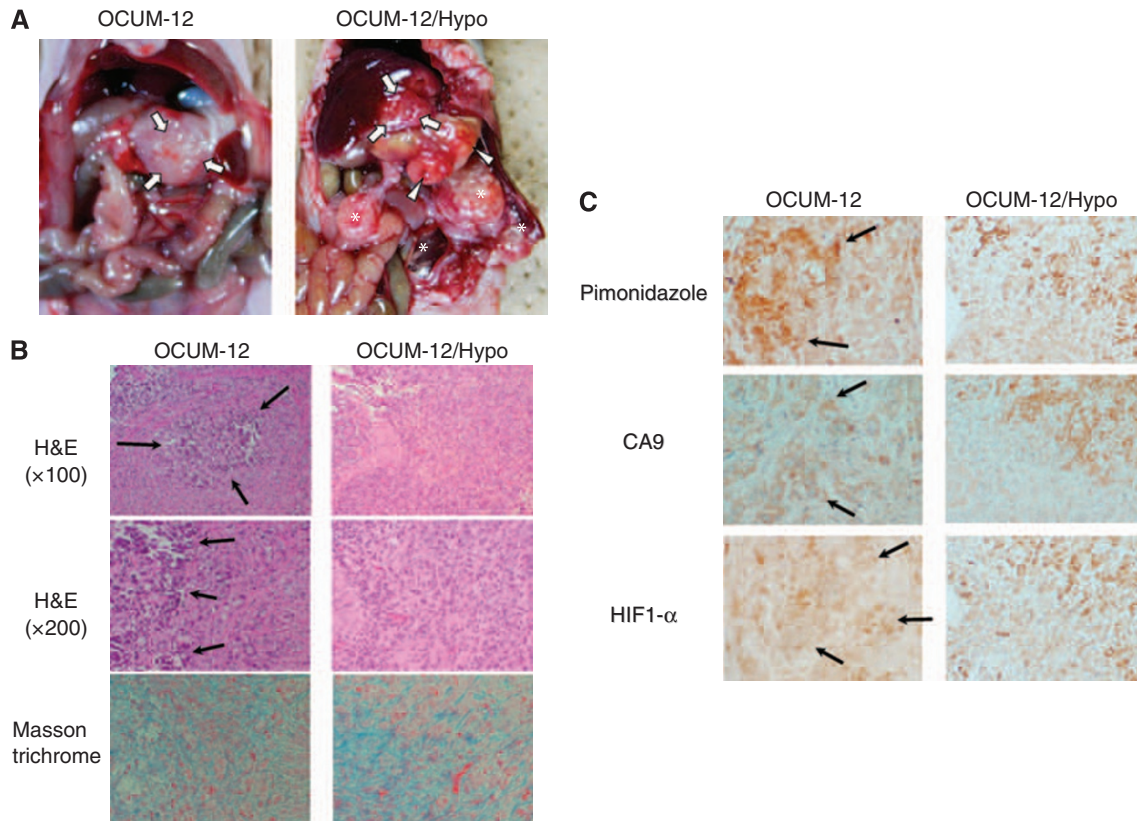 A
OCUM-12 OCUM-12/Hypo
* * * *
B
OCUM-12 OCUM-12/Hypo
H&E
(×100)
H&E
(×200)
Masson
trichrome
C
OCUM-12 OCUM-12/Hypo
Pimonidazole
CA9
HIF1-α